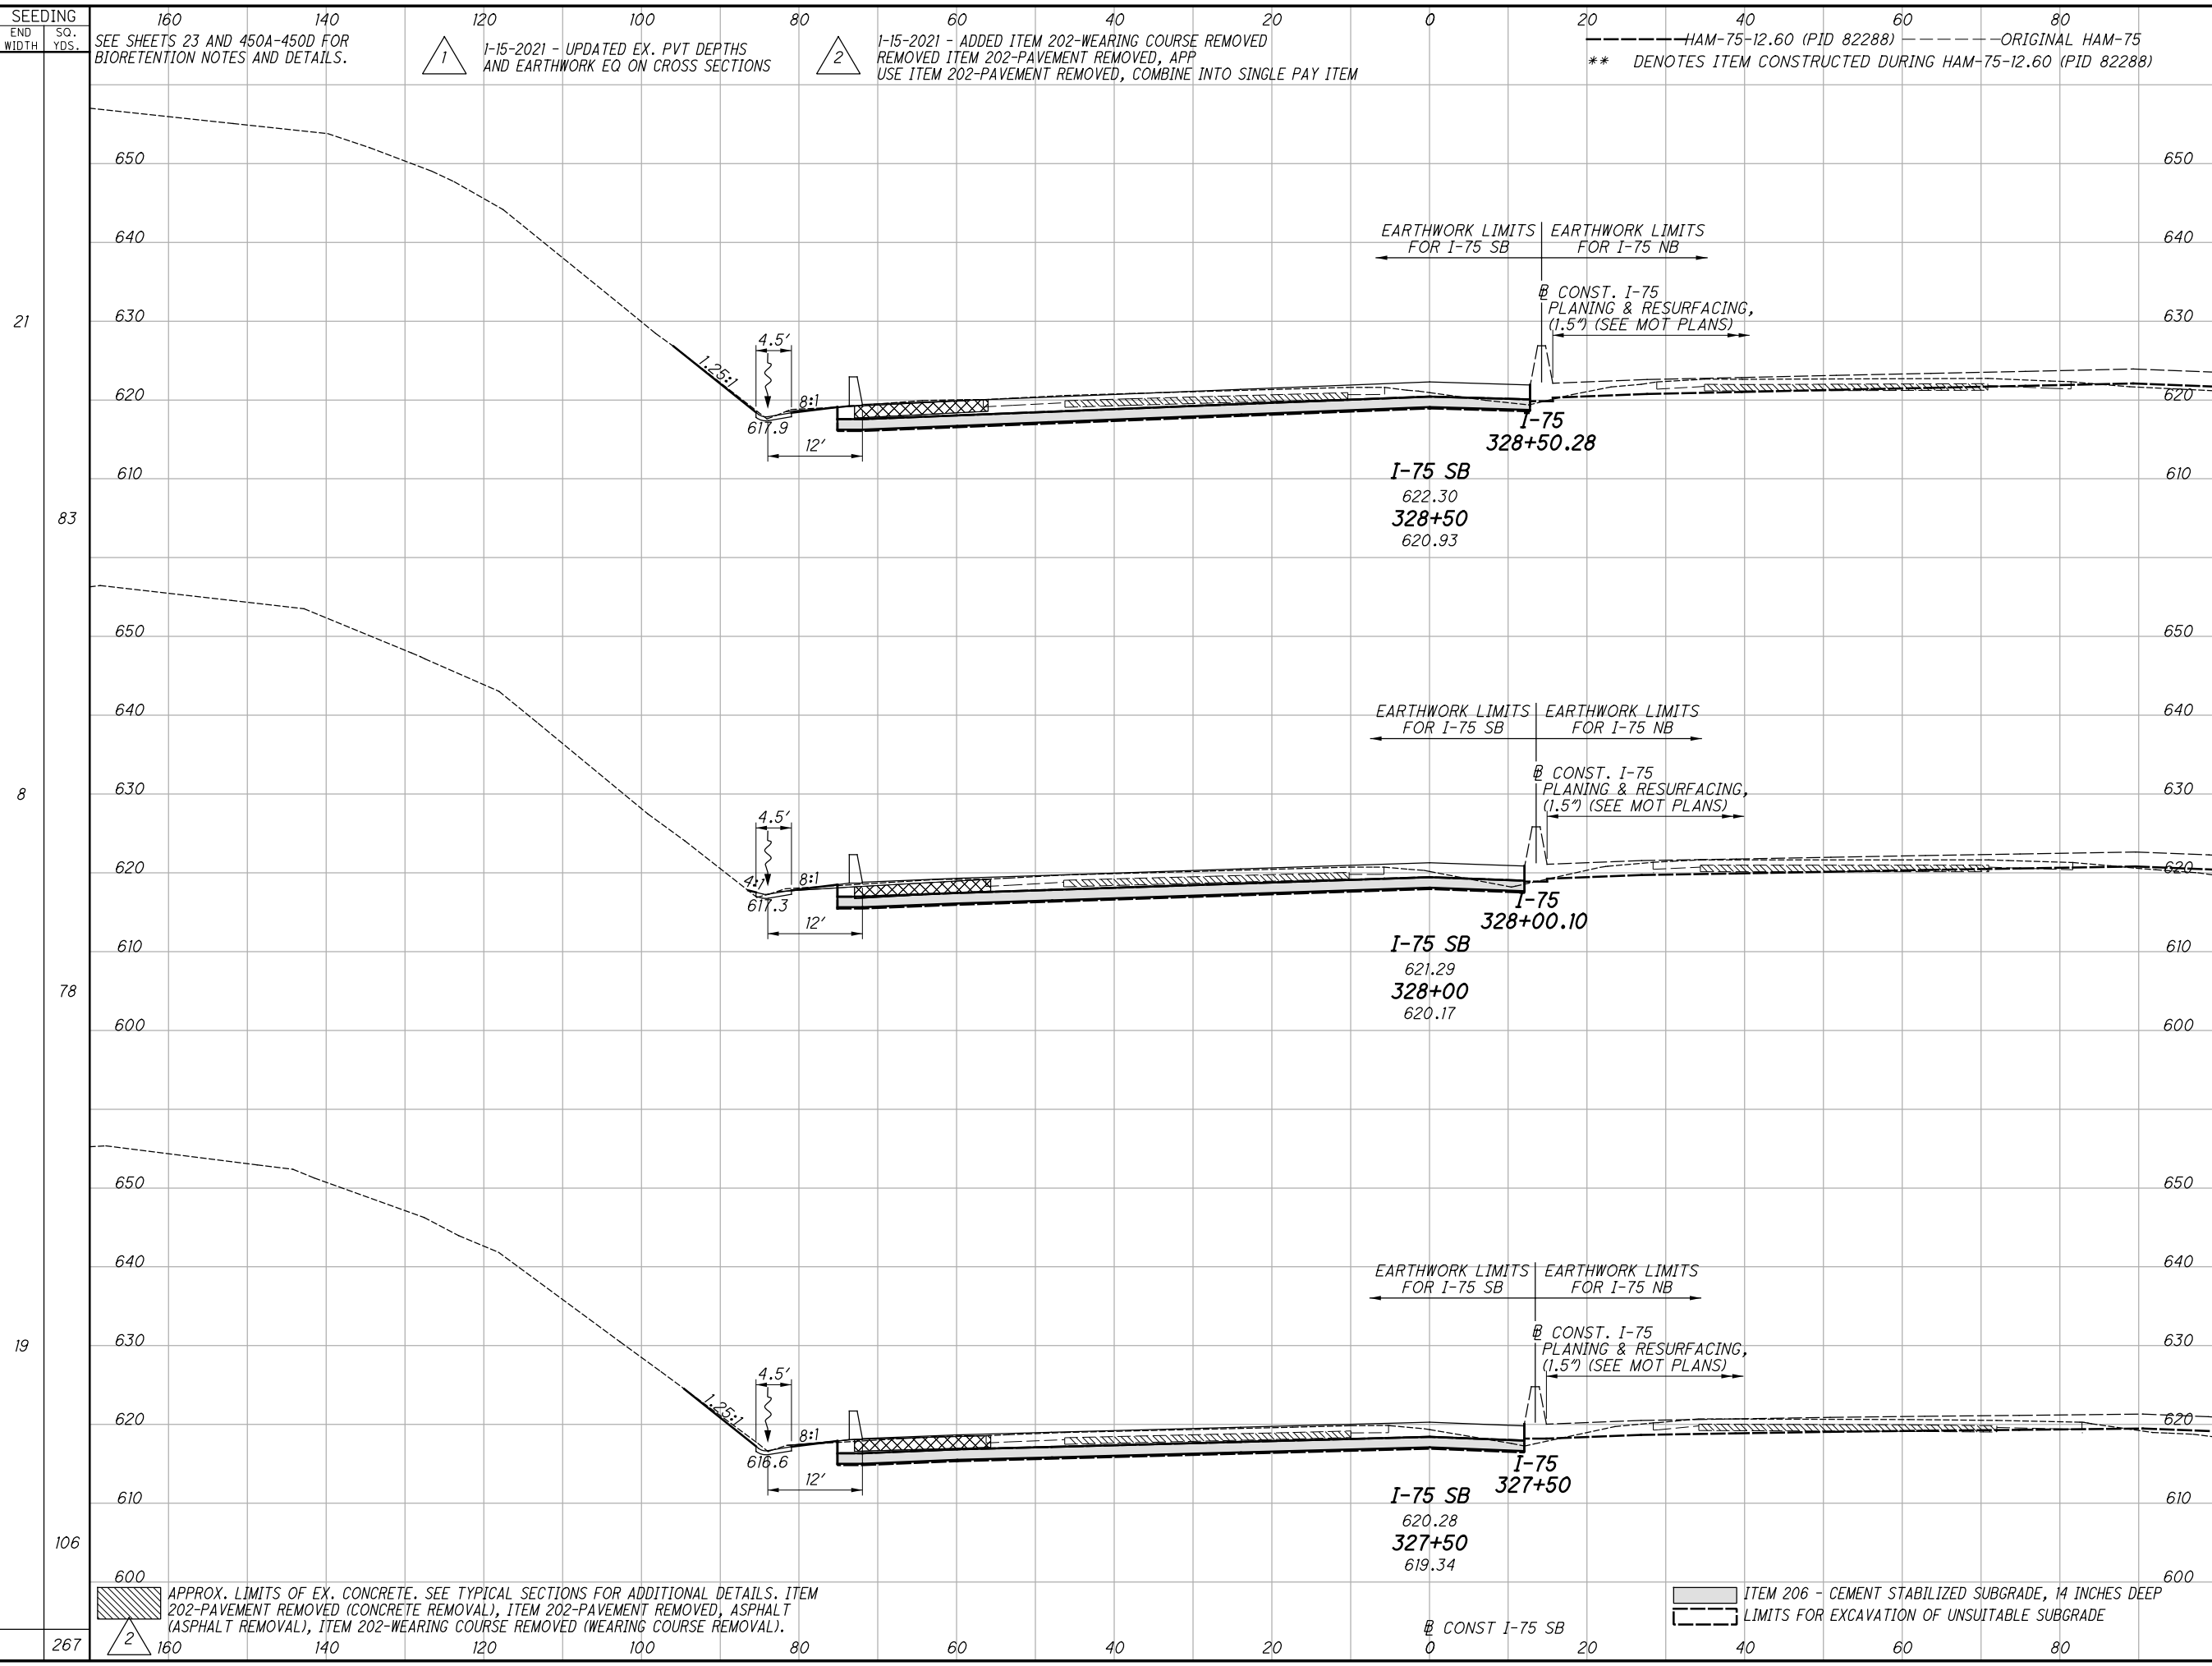 SEEDING
END WIDTH
SQ. YDS.
160 140 120 100 80 60 40 20 0 20 40 60 80
SEE SHEETS 23 AND 450A-450D FOR
BIORETENTION NOTES AND DETAILS.
1
1-15-2021 - UPDATED EX. PVT DEPTHS
AND EARTHWORK EQ ON CROSS SECTIONS
2
1-15-2021 - ADDED ITEM 202-WEARING COURSE REMOVED
REMOVED ITEM 202-PAVEMENT REMOVED, APP
USE ITEM 202-PAVEMENT REMOVED, COMBINE INTO SINGLE PAY ITEM
HAM-75-12.60 (PID 82288)
ORIGINAL HAM-75
** DENOTES ITEM CONSTRUCTED DURING HAM-75-12.60 (PID 82288)
650 650
640 640
EARTHWORK LIMITS FOR I-75 SB
EARTHWORK LIMITS FOR I-75 NB
℄ CONST. I-75
PLANING & RESURFACING,
(1.5") (SEE MOT PLANS)
21
630 630
4.5'
1.25:1
8:1
620 620
617.9
12'
I-75
328+50.28
610 610
I-75 SB
622.30
328+50
620.93
83
650 650
640 640
EARTHWORK LIMITS FOR I-75 SB
EARTHWORK LIMITS FOR I-75 NB
℄ CONST. I-75
PLANING & RESURFACING,
(1.5") (SEE MOT PLANS)
8
630 630
4.5'
4:1
8:1
620 620
617.3
12'
I-75
328+00.10
610 610
I-75 SB
621.29
328+00
620.17
78
600 600
650 650
640 640
EARTHWORK LIMITS FOR I-75 SB
EARTHWORK LIMITS FOR I-75 NB
℄ CONST. I-75
PLANING & RESURFACING,
(1.5") (SEE MOT PLANS)
19
630 630
4.5'
1.25:1
8:1
620 620
616.6
12'
I-75
327+50
610 610
I-75 SB
620.28
327+50
619.34
106
600 600
APPROX. LIMITS OF EX. CONCRETE. SEE TYPICAL SECTIONS FOR ADDITIONAL DETAILS. ITEM
202-PAVEMENT REMOVED (CONCRETE REMOVAL), ITEM 202-PAVEMENT REMOVED, ASPHALT
(ASPHALT REMOVAL), ITEM 202-WEARING COURSE REMOVED (WEARING COURSE REMOVAL).
2
ITEM 206 - CEMENT STABILIZED SUBGRADE, 14 INCHES DEEP
LIMITS FOR EXCAVATION OF UNSUITABLE SUBGRADE
℄ CONST I-75 SB
267
160 140 120 100 80 60 40 20 0 20 40 60 80